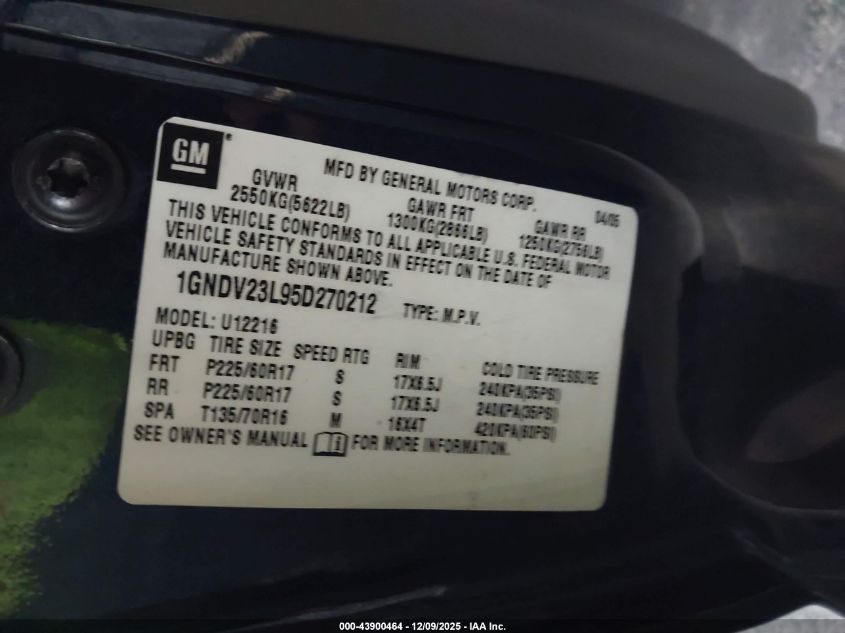 GM ®
MFD BY GENERAL MOTORS CORP. 04/05
GVWR GAWR FRT GAWR RR
2550KG(5622LB) 1300KG(2866LB) 1250KG(2756LB)
THIS VEHICLE CONFORMS TO ALL APPLICABLE U.S. FEDERAL MOTOR
VEHICLE SAFETY STANDARDS IN EFFECT ON THE DATE OF
MANUFACTURE SHOWN ABOVE.
1GNDV23L95D270212 TYPE: M.P.V.
MODEL: U12216
UPBG TIRE SIZE SPEED RTG RIM COLD TIRE PRESSURE
FRT P225/60R17 S 17X6.5J 240KPA(35PSI)
RR P225/60R17 S 17X6.5J 240KPA(35PSI)
SPA T135/70R16 M 16X4T 420KPA(60PSI)
SEE OWNER'S MANUAL i FOR MORE INFORMATION.
000-43900464 - 12/09/2025 - IAA Inc.